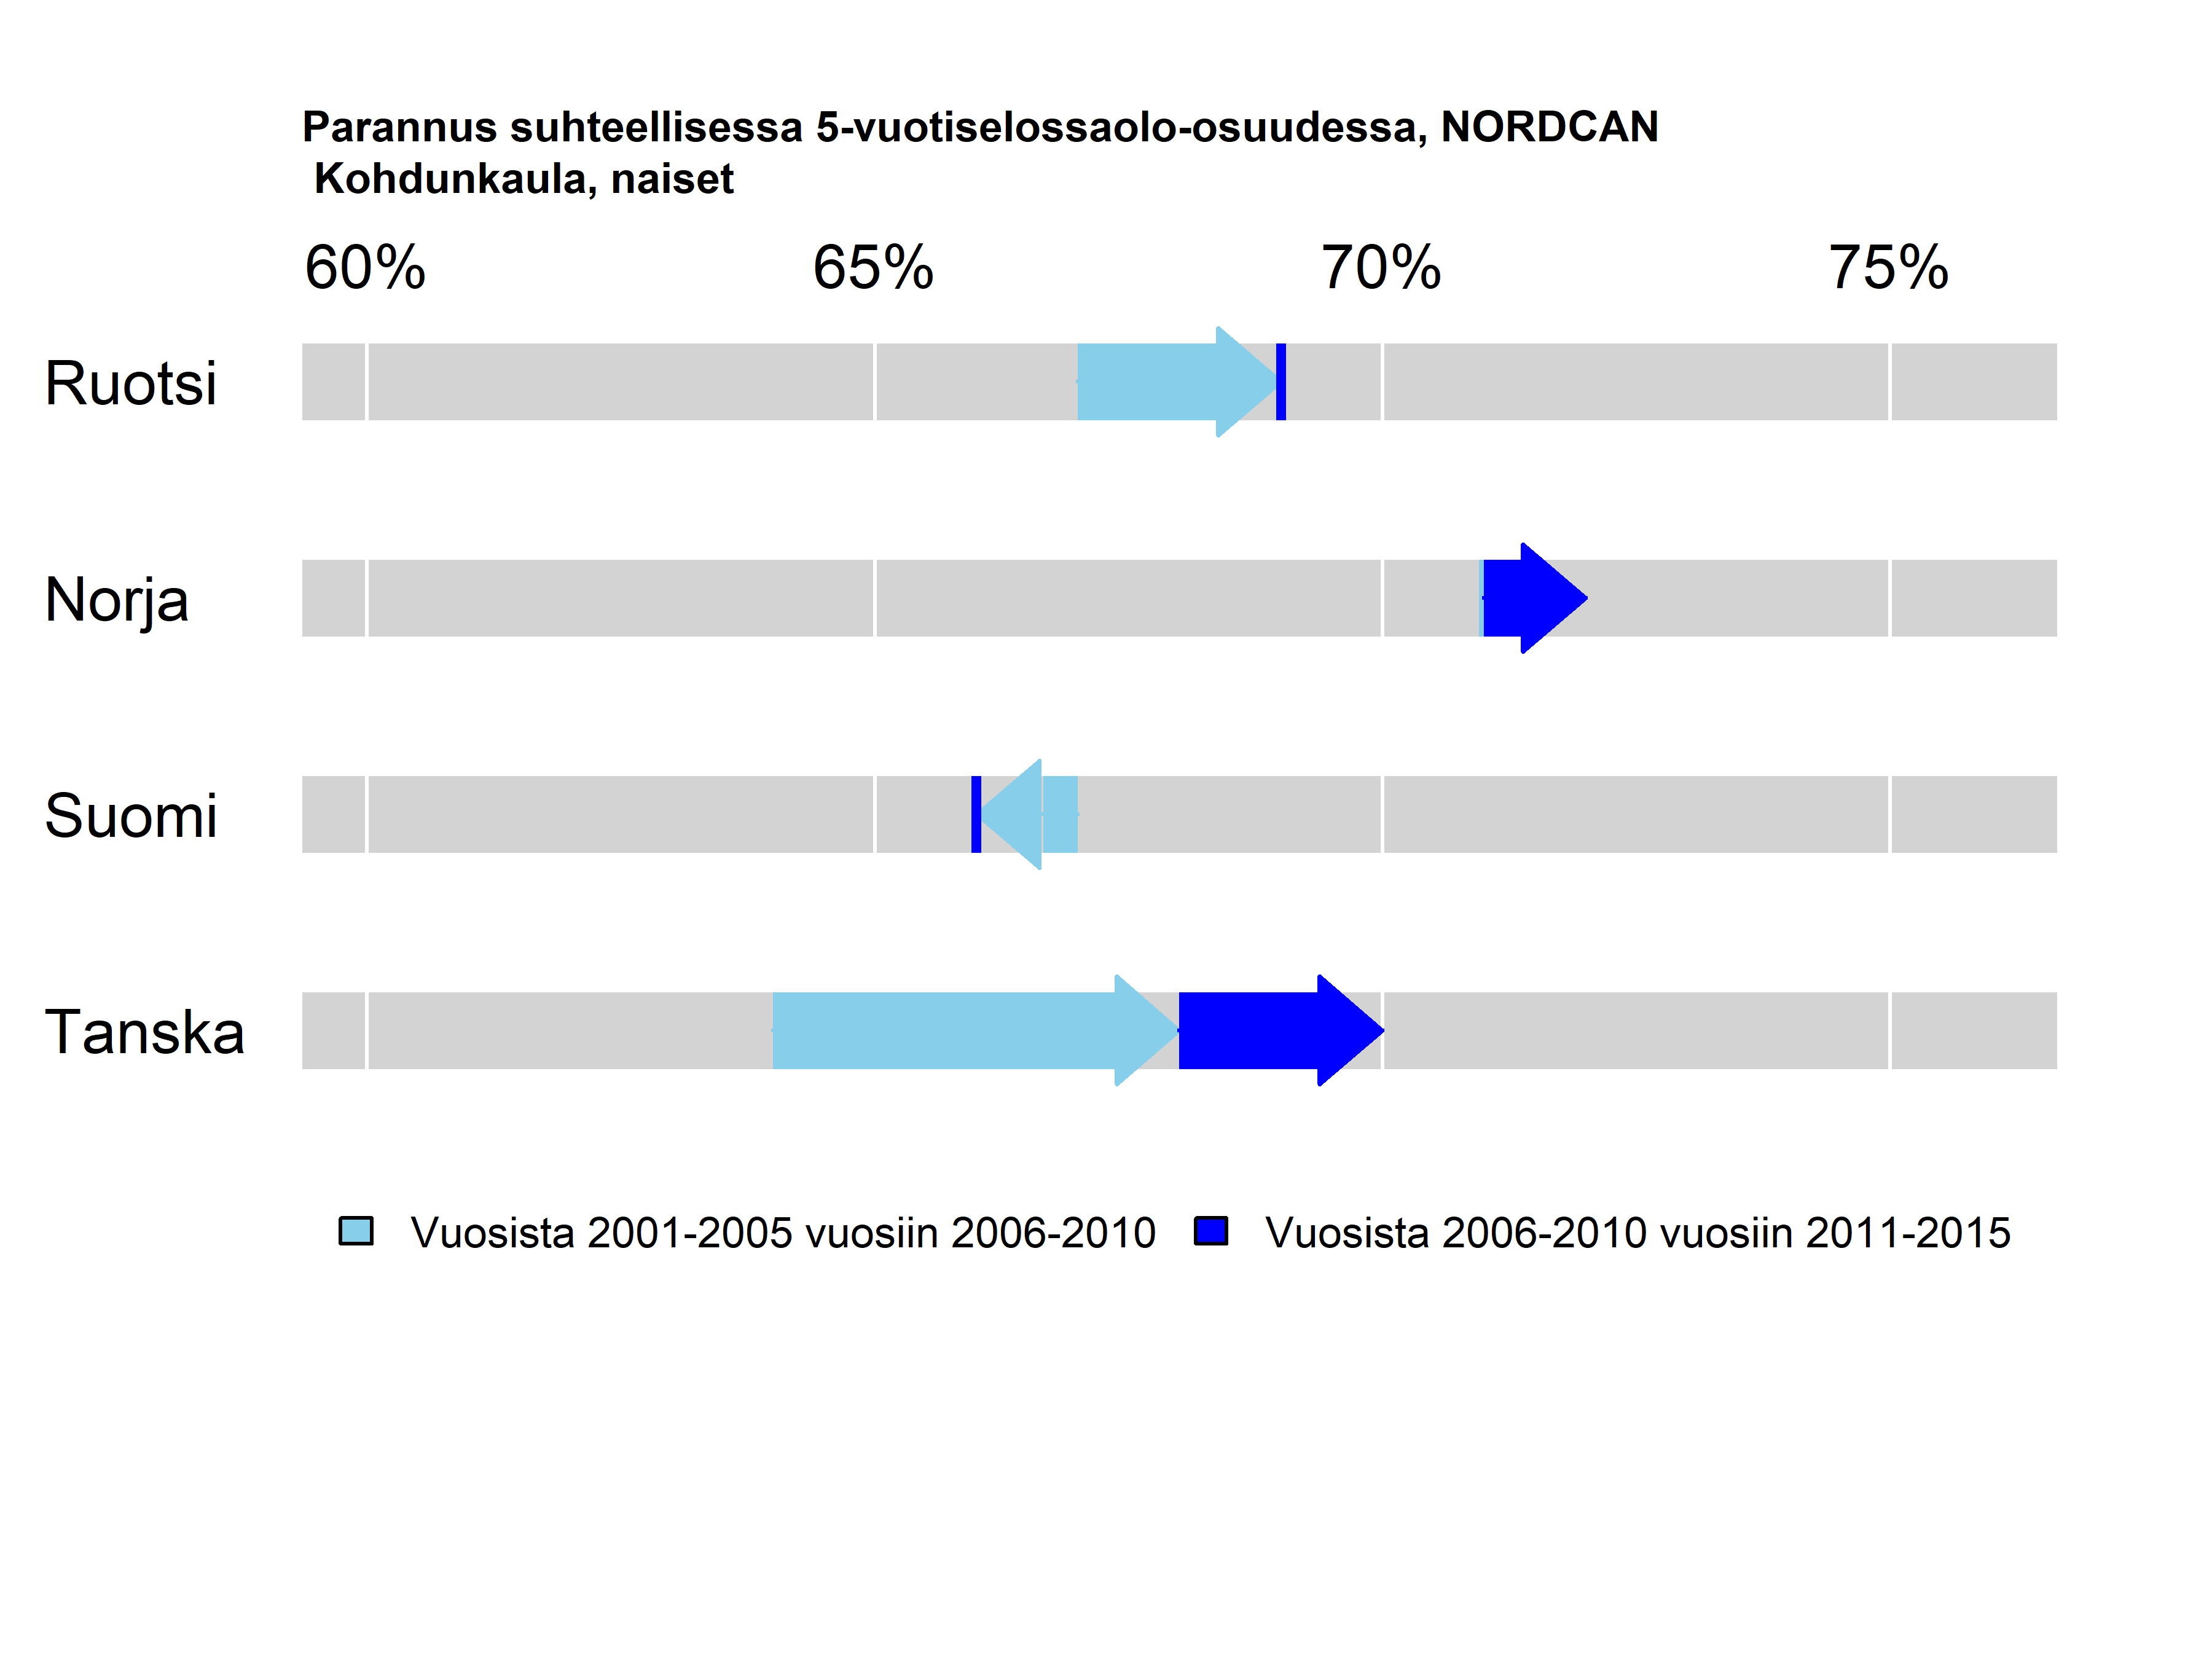 Parannus suhteellisessa 5-vuotiselossaolo-osuudessa, NORDCAN
Kohdunkaula, naiset
60% 65% 70% 75%
Ruotsi
Norja
Suomi
Tanska
Vuosista 2001-2005 vuosiin 2006-2010 Vuosista 2006-2010 vuosiin 2011-2015